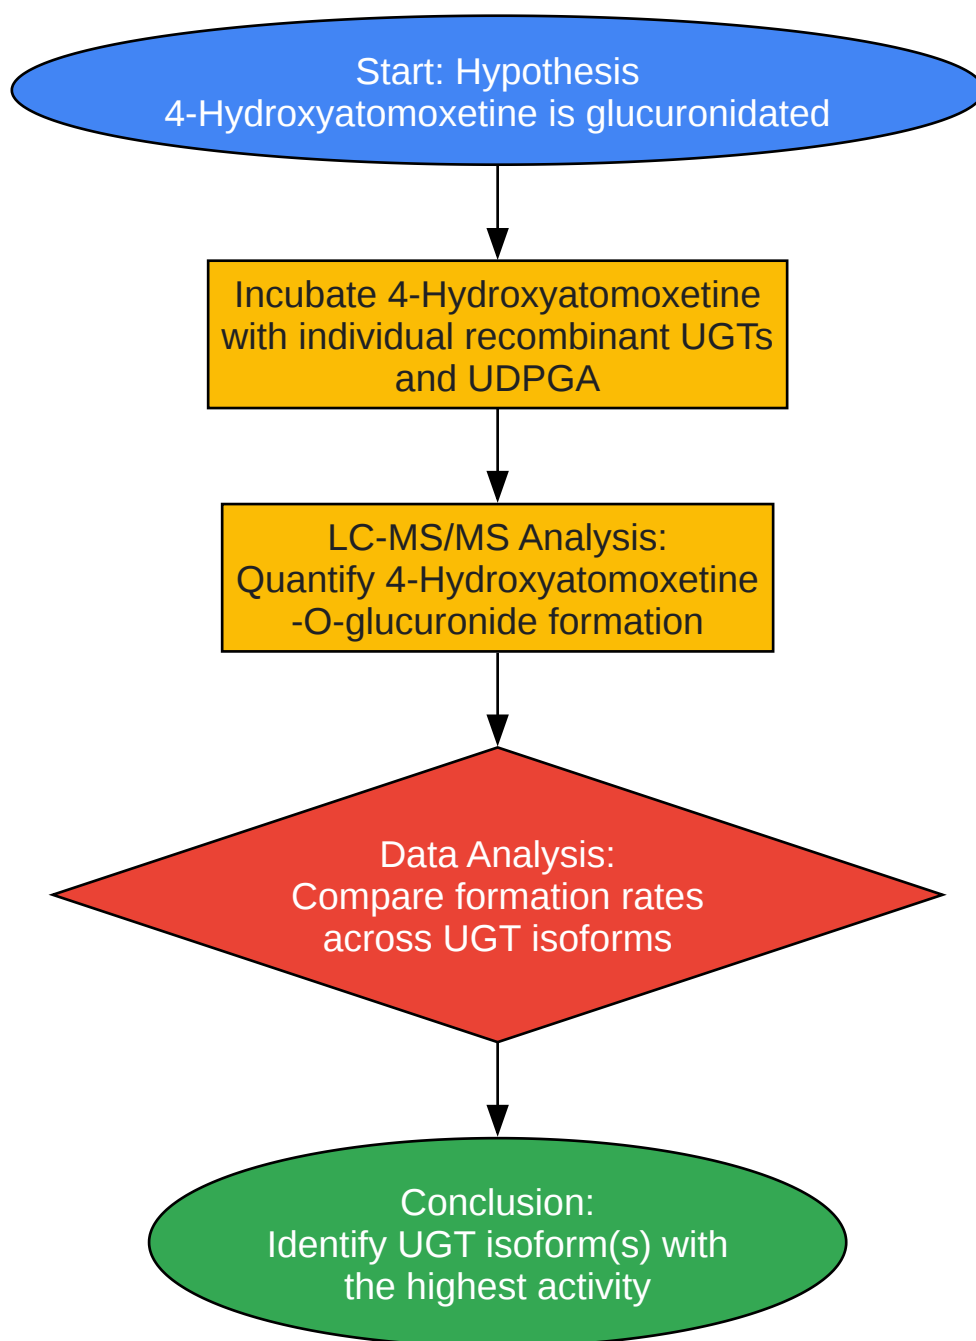 Start: Hypothesis
4-Hydroxyatomoxetine is glucuronidated
Incubate 4-Hydroxyatomoxetine
with individual recombinant UGTs
and UDPGA
LC-MS/MS Analysis:
Quantify 4-Hydroxyatomoxetine
-O-glucuronide formation
Data Analysis:
Compare formation rates
across UGT isoforms
Conclusion:
Identify UGT isoform(s) with
the highest activity